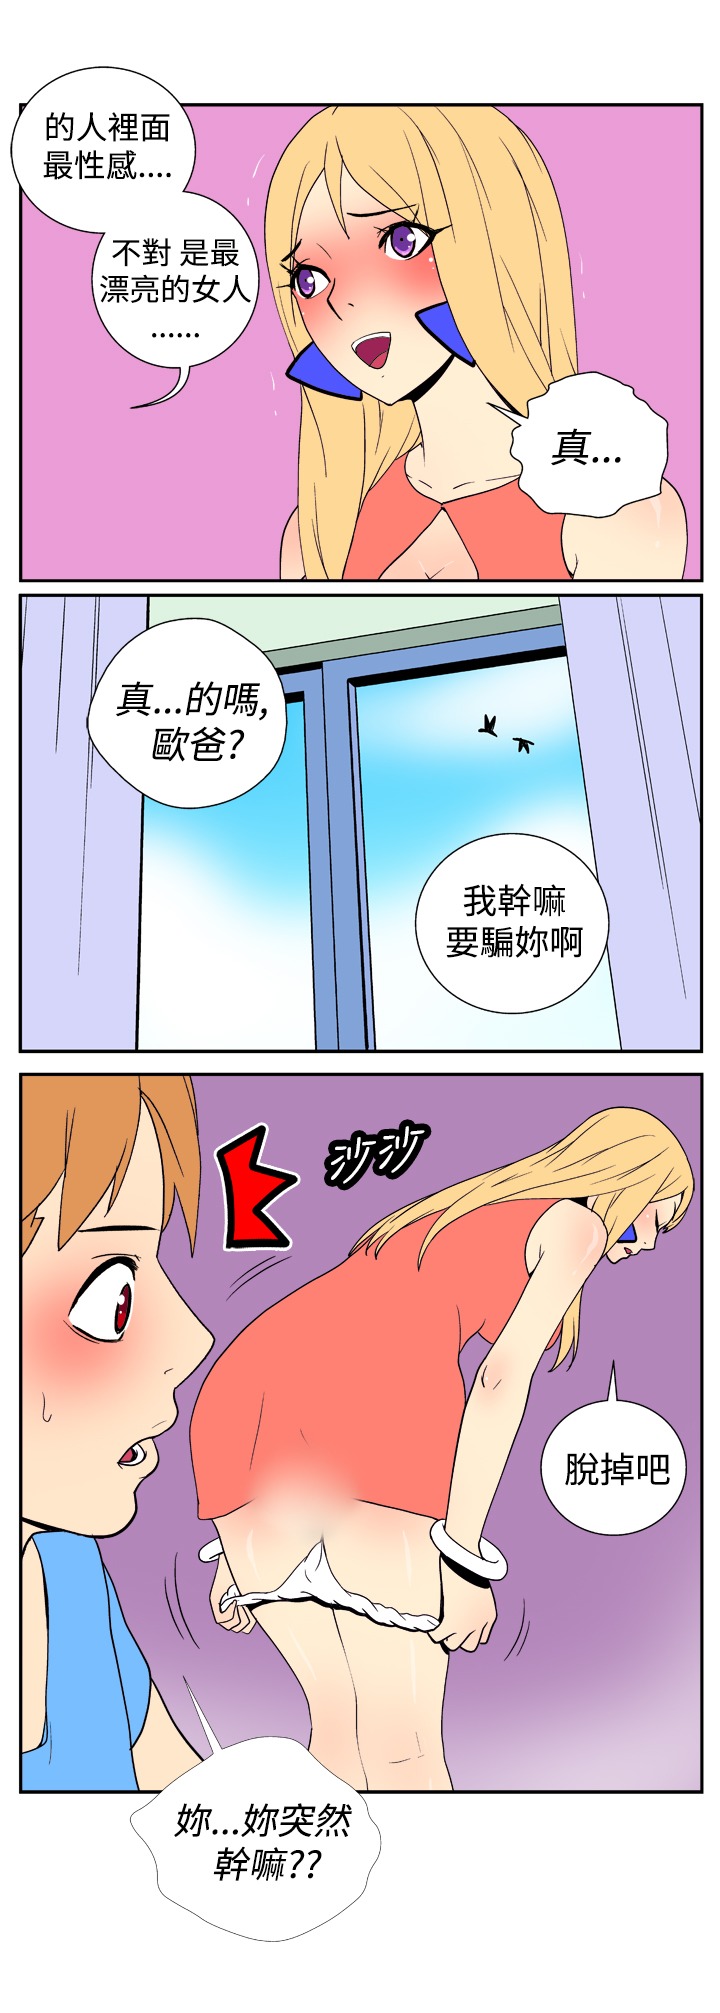 的人裡面
最性感....
不對 是最
漂亮的女人
......
真...
真...的嗎,
歐爸?
我幹嘛
要騙妳啊
沙沙
脫掉吧
妳...妳突然
幹嘛??